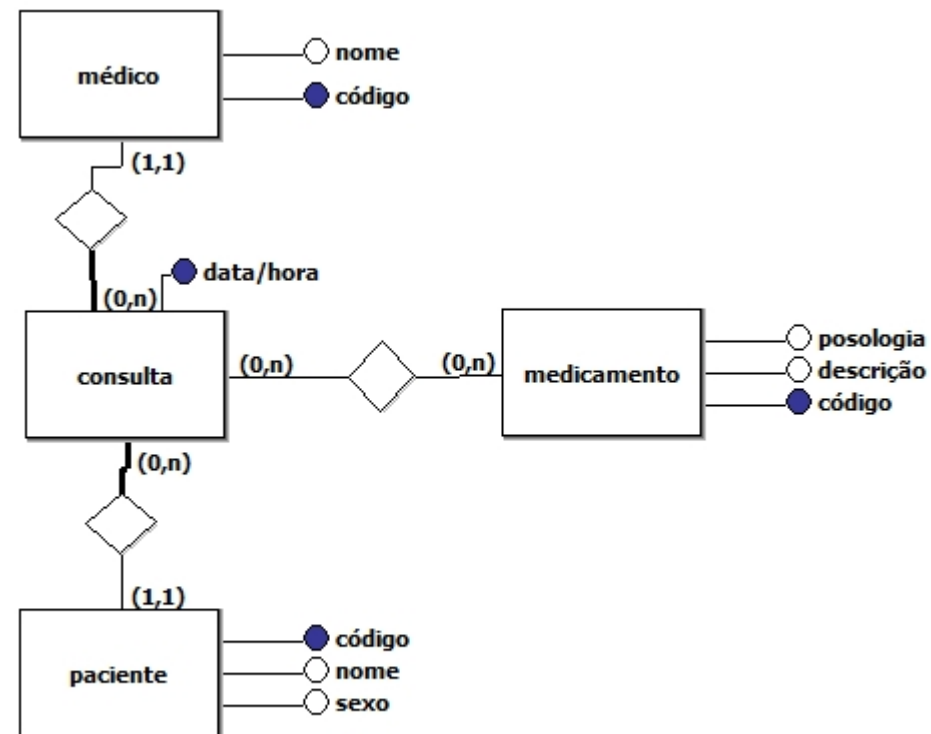 médico
nome
código
(1,1)
data/hora
(0,n)
consulta
(0,n)
(0,n)
medicamento
posologia
descrição
código
(0,n)
(1,1)
paciente
código
nome
sexo